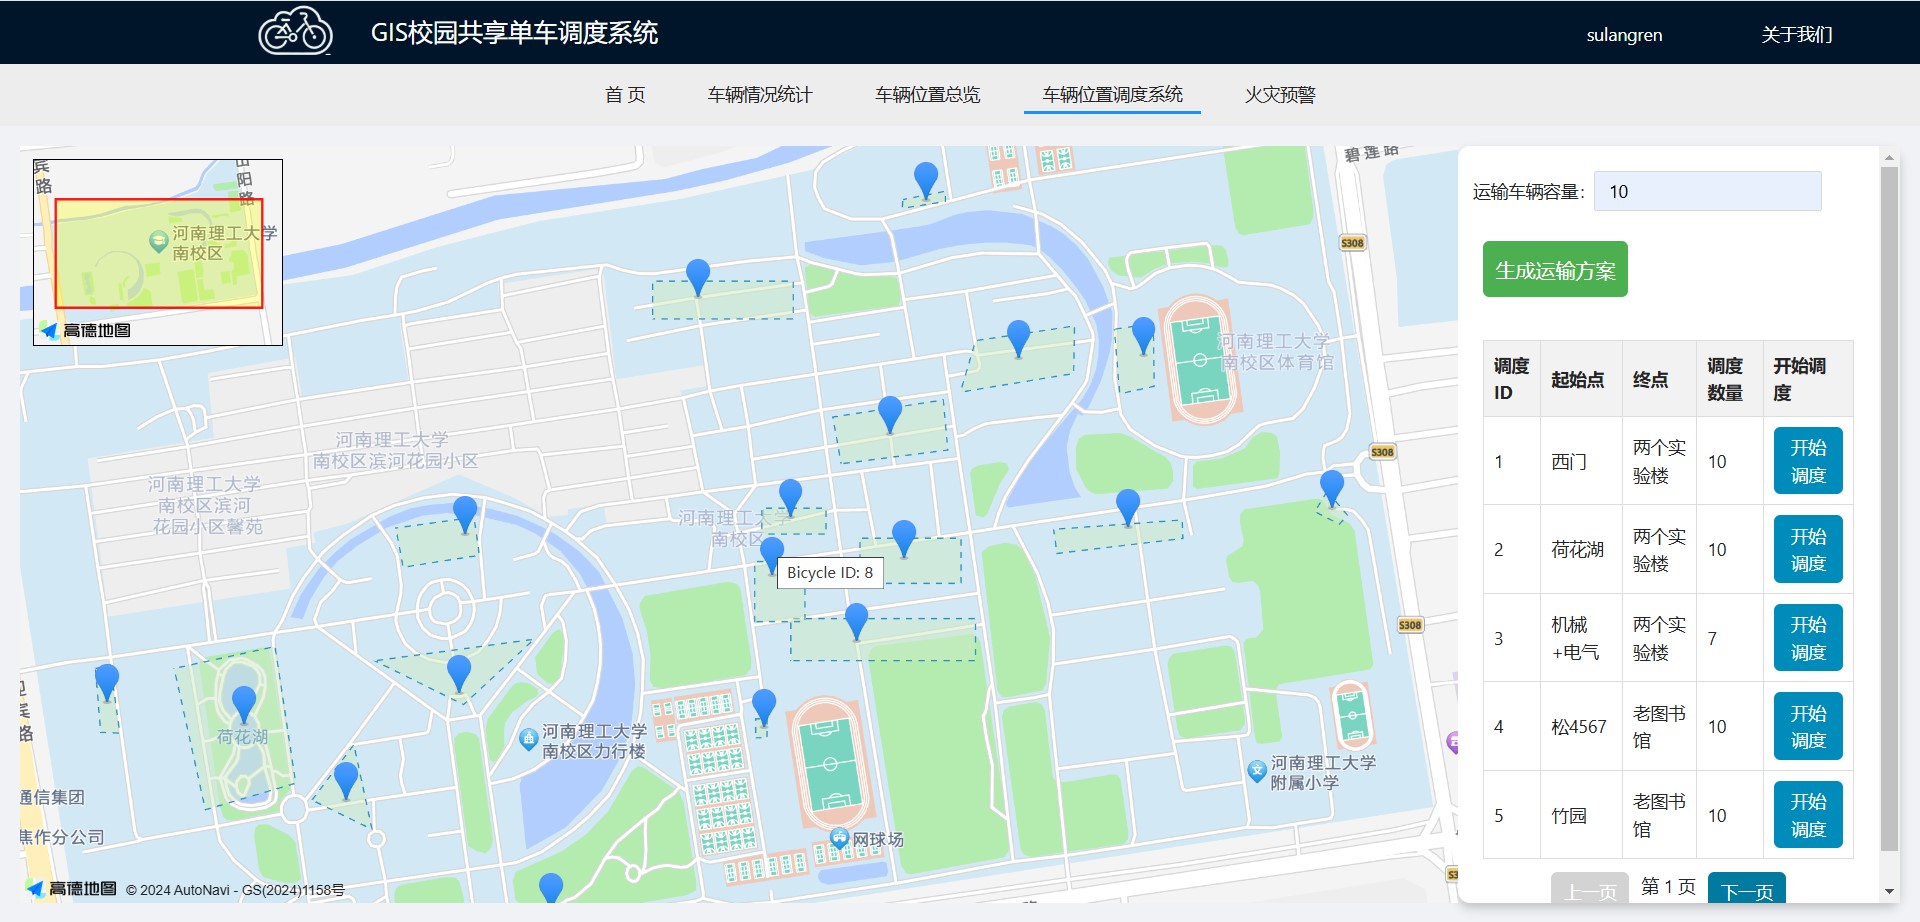 GIS校园共享单车调度系统
sulangren
关于我们
首 页
车辆情况统计
车辆位置总览
车辆位置调度系统
火灾预警
宾
路
山
阳
路
河南理工大学
南校区
高德地图
碧莲路
S308
河南理工大学
南校区体育馆
S308
河南理工大学
南校区滨河花园小区
河南理工大学
南校区滨河
花园小区馨苑
河南理工大学
南校区
Bicycle ID: 8
S308
宾
路
荷花湖
河南理工大学
南校区力行楼
河南理工大学
附属小学
通信集团
焦作分公司
网球场
高德地图
© 2024 AutoNavi - GS(2024)1158号
运输车辆容量：
10
生成运输方案
调度ID 起始点 终点 调度数量 开始调度
1 西门 两个实验楼 10 开始调度
2 荷花湖 两个实验楼 10 开始调度
3 机械+电气 两个实验楼 7 开始调度
4 松4567 老图书馆 10 开始调度
5 竹园 老图书馆 10 开始调度
上一页 第 1 页 下一页